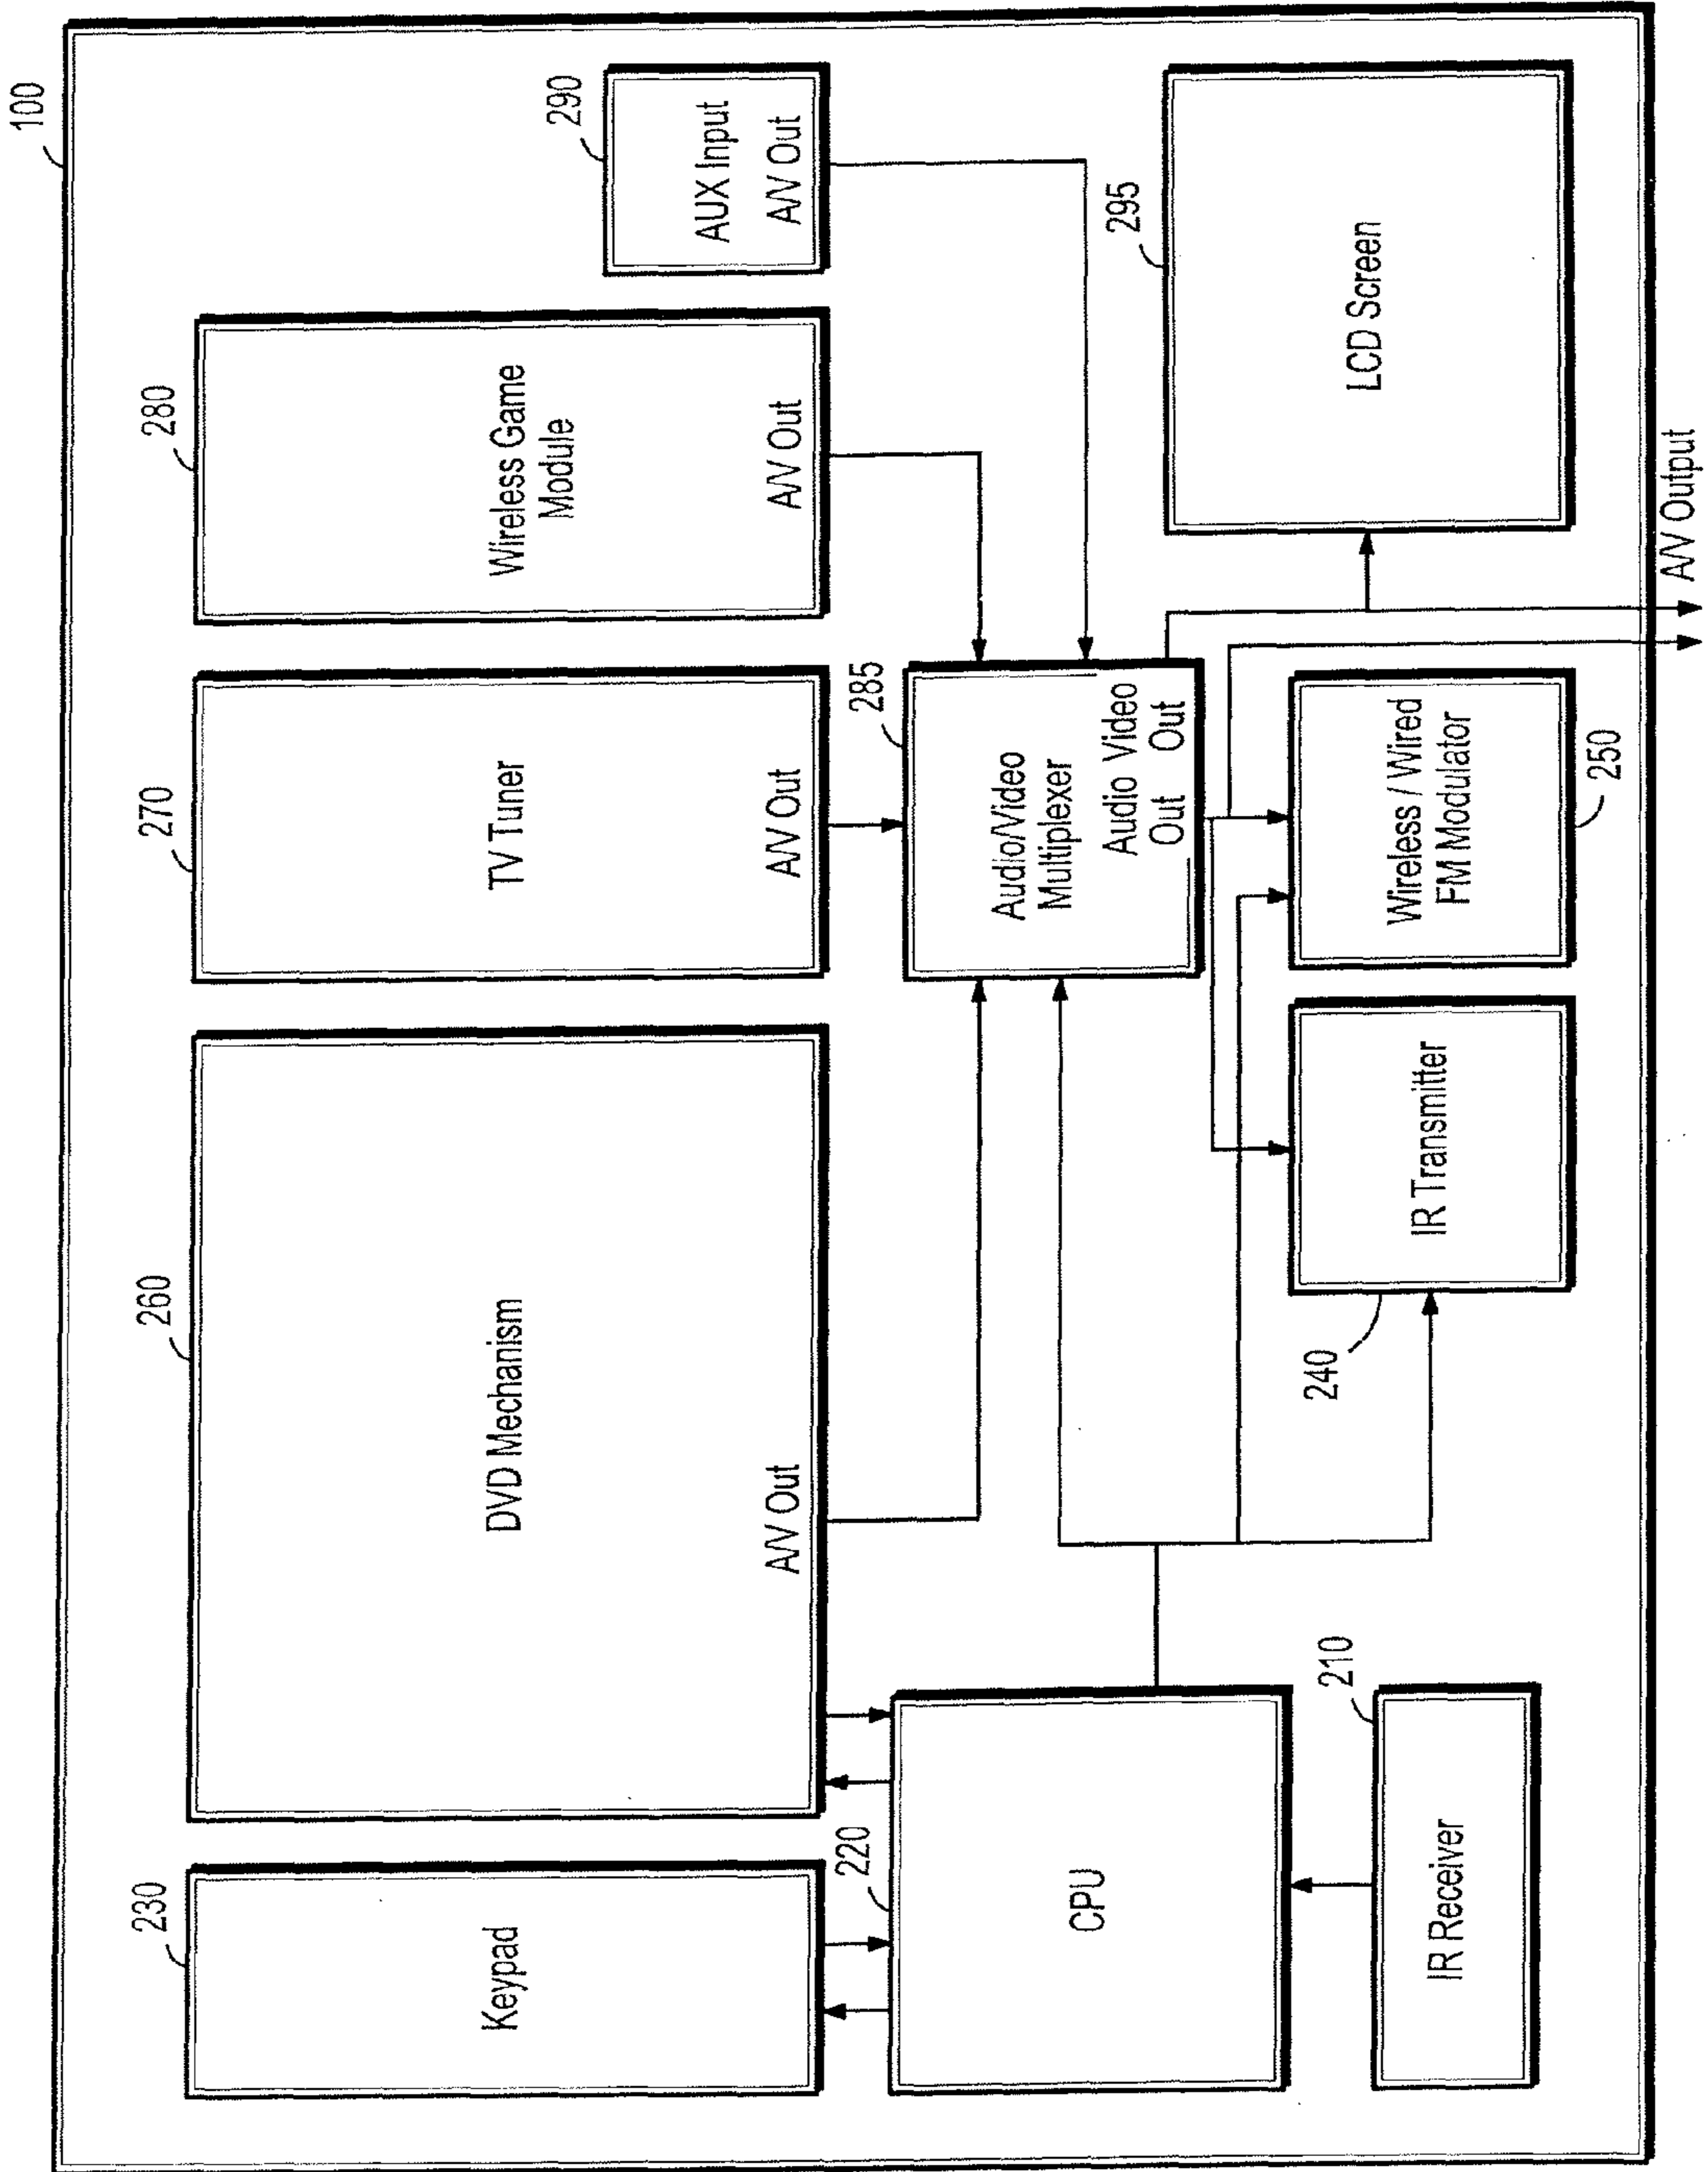 100
230
Keypad
260
DVD Mechanism
A/V Out
270
TV Tuner
A/V Out
280
Wireless Game
Module
A/V Out
290
AUX Input
A/V Out
220
CPU
285
Audio/Video
Multiplexer
Audio Video
Out Out
210
IR Receiver
240
IR Transmitter
Wireless / Wired
FM Modulator
250
295
LCD Screen
A/V Output